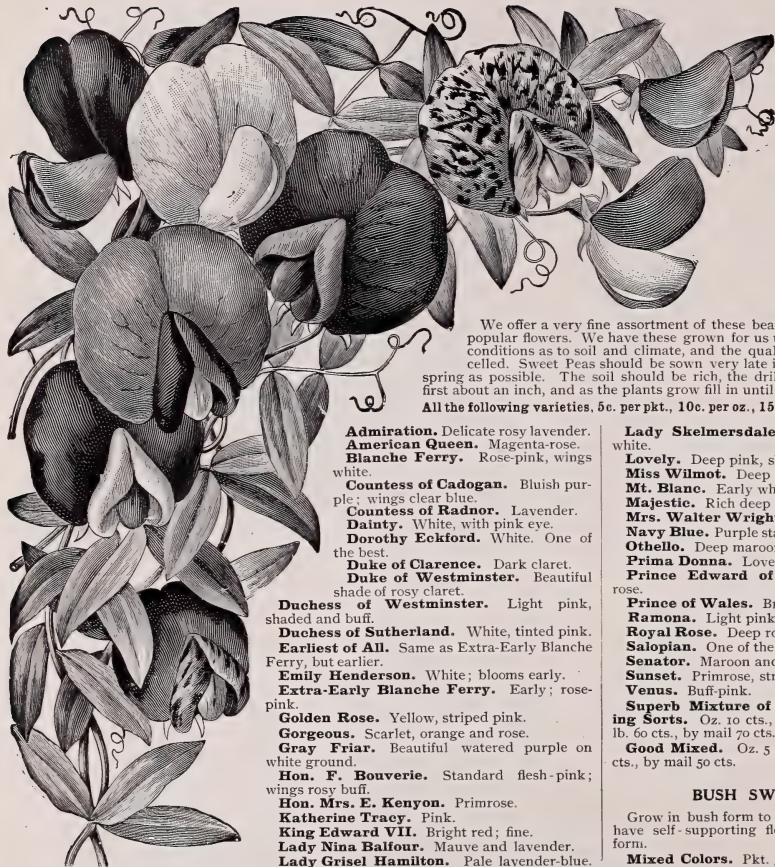 We offer a very fine assortment of these
popular flowers. We have these grown for us
conditions as to soil and climate, and the
celled. Sweet Peas should be sown very late
spring as possible. The soil should be rich, the
first about an inch, and as the plants grow fill in until
All the following varieties, 5c. per pkt., 10c. per oz., 15
Admiration. Delicate rosy lavender.
American Queen. Magenta-rose.
Blanche Ferry. Rose-pink, wings
white.
Countess of Cadogan. Bluish pur-
ple; wings clear blue.
Countess of Radnor. Lavender.
Dainty. White, with pink eye.
Dorothy Eckford. White. One of
the best.
Duke of Clarence. Dark claret.
Duke of Westminster. Beautiful
shade of rosy claret.
Duchess of Westminster. Light pink,
shaded and buff.
Duchess of Sutherland. White, tinted pink.
Earliest of All. Same as Extra-Early Blanche
Ferry, but earlier.
Emily Henderson. White; blooms early.
Extra-Early Blanche Ferry. Early; rose-
pink.
Golden Rose. Yellow, striped pink.
Gorgeous. Scarlet, orange and rose.
Gray Friar. Beautiful watered purple on
white ground.
Hon. F. Bouverie. Standard flesh-pink;
wings rosy buff.
Hon. Mrs. E. Kenyon. Primrose.
Katherine Tracy. Pink.
King Edward VII. Bright red; fine.
Lady Nina Balfour. Mauve and lavender.
Lady Grisel Hamilton. Pale lavender-blue.
Lady Skelmersdale
white.
Lovely. Deep pink,
Miss Wilmot. Deep
Mt. Blanc. Early
Majestic. Rich deep
Mrs. Walter
Navy Blue. Purple
Othello. Deep
Prima Donna.
Prince Edward of
rose.
Prince of Wales.
Ramona. Light pink
Royal Rose. Deep
Salopian. One of the
Senator. Maroon and
Sunset. Primrose,
Venus. Buff-pink.
Superb Mixture of
ing Sorts. Oz. 10 cts.,
lb. 60 cts., by mail 70 cts.
Good Mixed. Oz. 5
cts., by mail 50 cts.
BUSH
Grow in bush form to
have self-supporting
form.
Mixed Colors. Pkt.